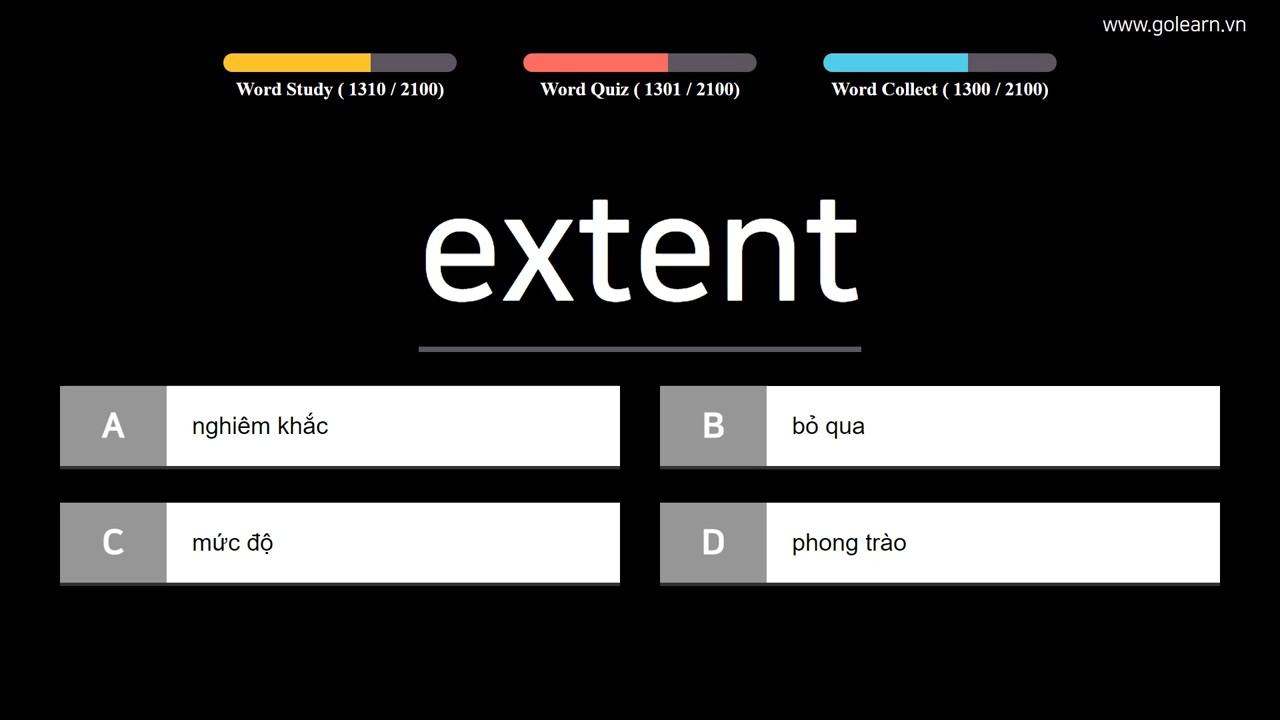 www.golearn.vn
Word Study ( 1310 / 2100)
Word Quiz ( 1301 / 2100)
Word Collect ( 1300 / 2100)
extent
A nghiêm khắc
B bỏ qua
C mức độ
D phong trào